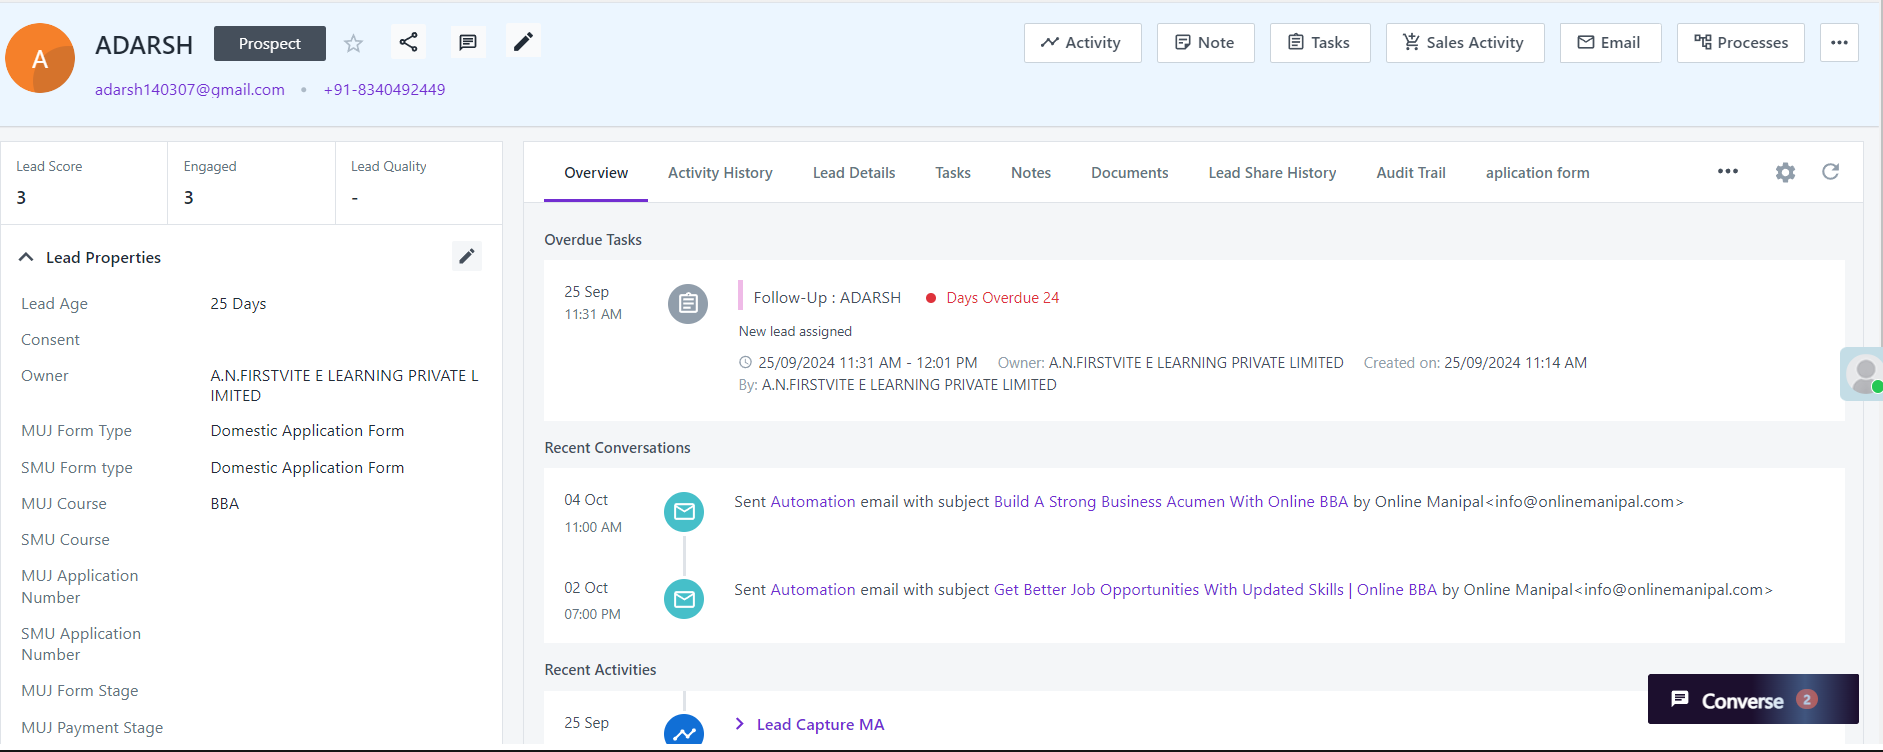 A
ADARSH Prospect
adarsh140307@gmail.com • +91-8340492449
Activity Note Tasks Sales Activity Email Processes •••
Lead Score Engaged Lead Quality
3 3 -
Lead Properties
Lead Age 25 Days
Consent
Owner A.N.FIRSTVITE E LEARNING PRIVATE L
IMITED
MUJ Form Type Domestic Application Form
SMU Form type Domestic Application Form
MUJ Course BBA
SMU Course
MUJ Application
Number
SMU Application
Number
MUJ Form Stage
MUJ Payment Stage
Overview Activity History Lead Details Tasks Notes Documents Lead Share History Audit Trail aplication form •••
Overdue Tasks
25 Sep
11:31 AM
Follow-Up : ADARSH Days Overdue 24
New lead assigned
25/09/2024 11:31 AM - 12:01 PM Owner: A.N.FIRSTVITE E LEARNING PRIVATE LIMITED Created on: 25/09/2024 11:14 AM
By: A.N.FIRSTVITE E LEARNING PRIVATE LIMITED
Recent Conversations
04 Oct
11:00 AM
Sent Automation email with subject Build A Strong Business Acumen With Online BBA by Online Manipal<info@onlinemanipal.com>
02 Oct
07:00 PM
Sent Automation email with subject Get Better Job Opportunities With Updated Skills | Online BBA by Online Manipal<info@onlinemanipal.com>
Recent Activities
25 Sep
Lead Capture MA
Converse 2